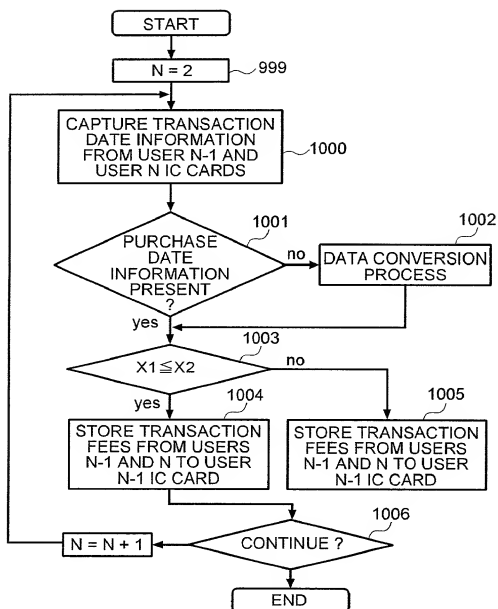 START
N = 2
999
CAPTURE TRANSACTION
DATE INFORMATION
FROM USER N-1 AND
USER N IC CARDS
1000
1001
PURCHASE
DATE
INFORMATION
PRESENT
?
no
1002
DATA CONVERSION
PROCESS
yes
1003
X1≦X2
no
yes
1004
STORE TRANSACTION
FEES FROM USERS
N-1 AND N TO USER
N-1 IC CARD
1005
STORE TRANSACTION
FEES FROM USERS
N-1 AND N TO USER
N-1 IC CARD
1006
CONTINUE ?
N = N + 1
END